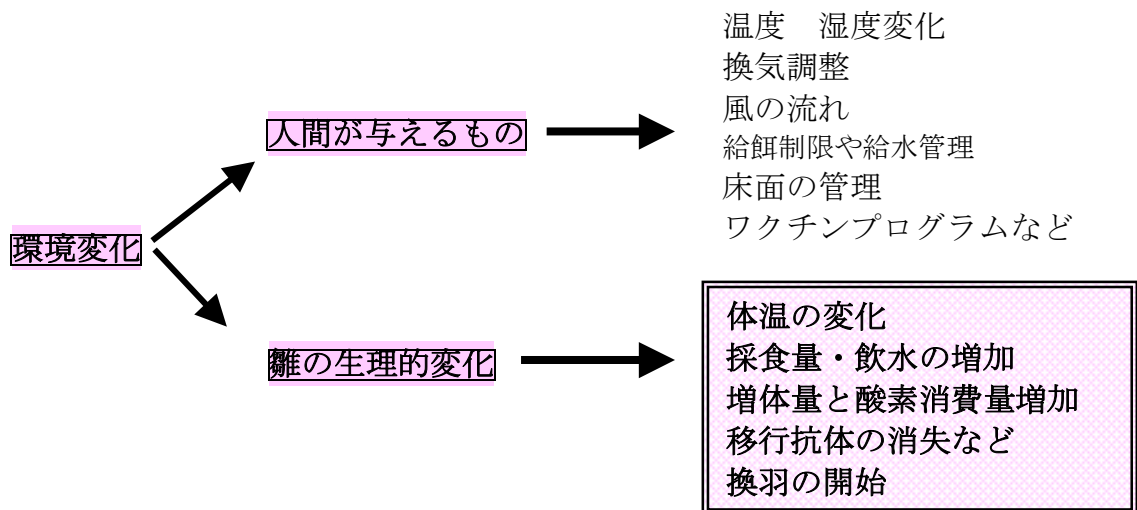 環境変化
人間が与えるもの
温度　湿度変化
換気調整
風の流れ
給餌制限や給水管理
床面の管理
ワクチンプログラムなど
雛の生理的変化
体温の変化
採食量・飲水の増加
増体量と酸素消費量増加
移行抗体の消失など
換羽の開始